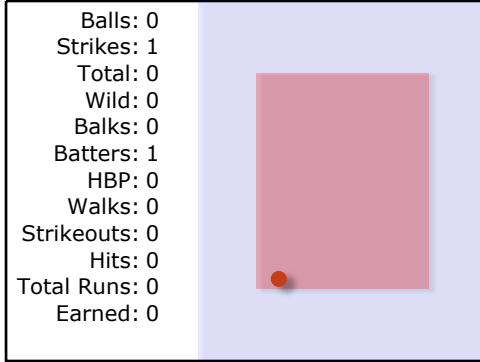 Balls: 0
Strikes: 1
Total: 0
Wild: 0
Balks: 0
Batters: 1
HBP: 0
Walks: 0
Strikeouts: 0
Hits: 0
Total Runs: 0
Earned: 0